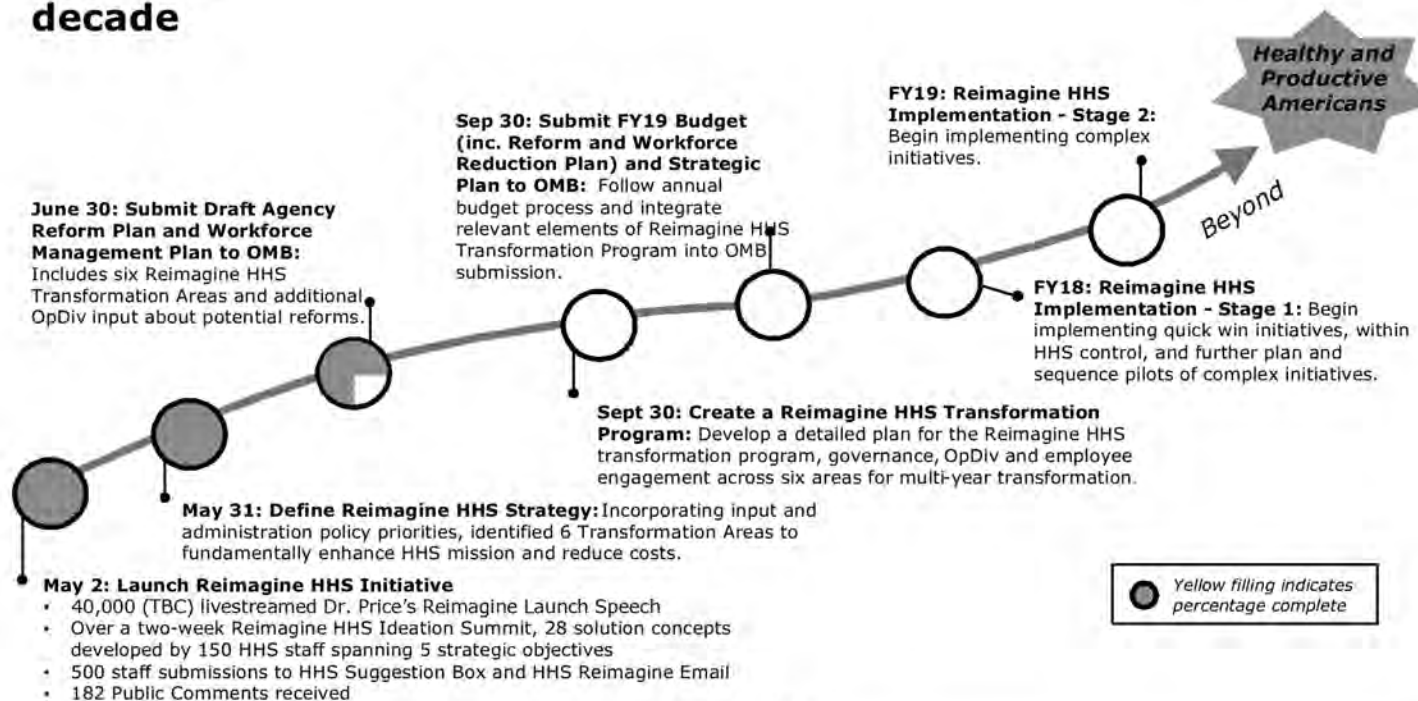 decade
Healthy and
Productive
Americans
FY19: Reimagine HHS
Implementation - Stage 2:
Begin implementing complex
initiatives.
Sep 30: Submit FY19 Budget
(inc. Reform and Workforce
Reduction Plan) and Strategic
Plan to OMB: Follow annual
budget process and integrate
relevant elements of Reimagine HHS
Transformation Program into OMB
submission.
June 30: Submit Draft Agency
Reform Plan and Workforce
Management Plan to OMB:
Includes six Reimagine HHS
Transformation Areas and additional
OpDiv input about potential reforms.
Beyond
FY18: Reimagine HHS
Implementation - Stage 1: Begin
implementing quick win initiatives, within
HHS control, and further plan and
sequence pilots of complex initiatives.
Sept 30: Create a Reimagine HHS Transformation
Program: Develop a detailed plan for the Reimagine HHS
transformation program, governance, OpDiv and employee
engagement across six areas for multi-year transformation.
May 31: Define Reimagine HHS Strategy: Incorporating input and
administration policy priorities, identified 6 Transformation Areas to
fundamentally enhance HHS mission and reduce costs.
May 2: Launch Reimagine HHS Initiative
• 40,000 (TBC) livestreamed Dr. Price's Reimagine Launch Speech
• Over a two-week Reimagine HHS Ideation Summit, 28 solution concepts
developed by 150 HHS staff spanning 5 strategic objectives
• 500 staff submissions to HHS Suggestion Box and HHS Reimagine Email
• 182 Public Comments received
Yellow filling indicates
percentage complete